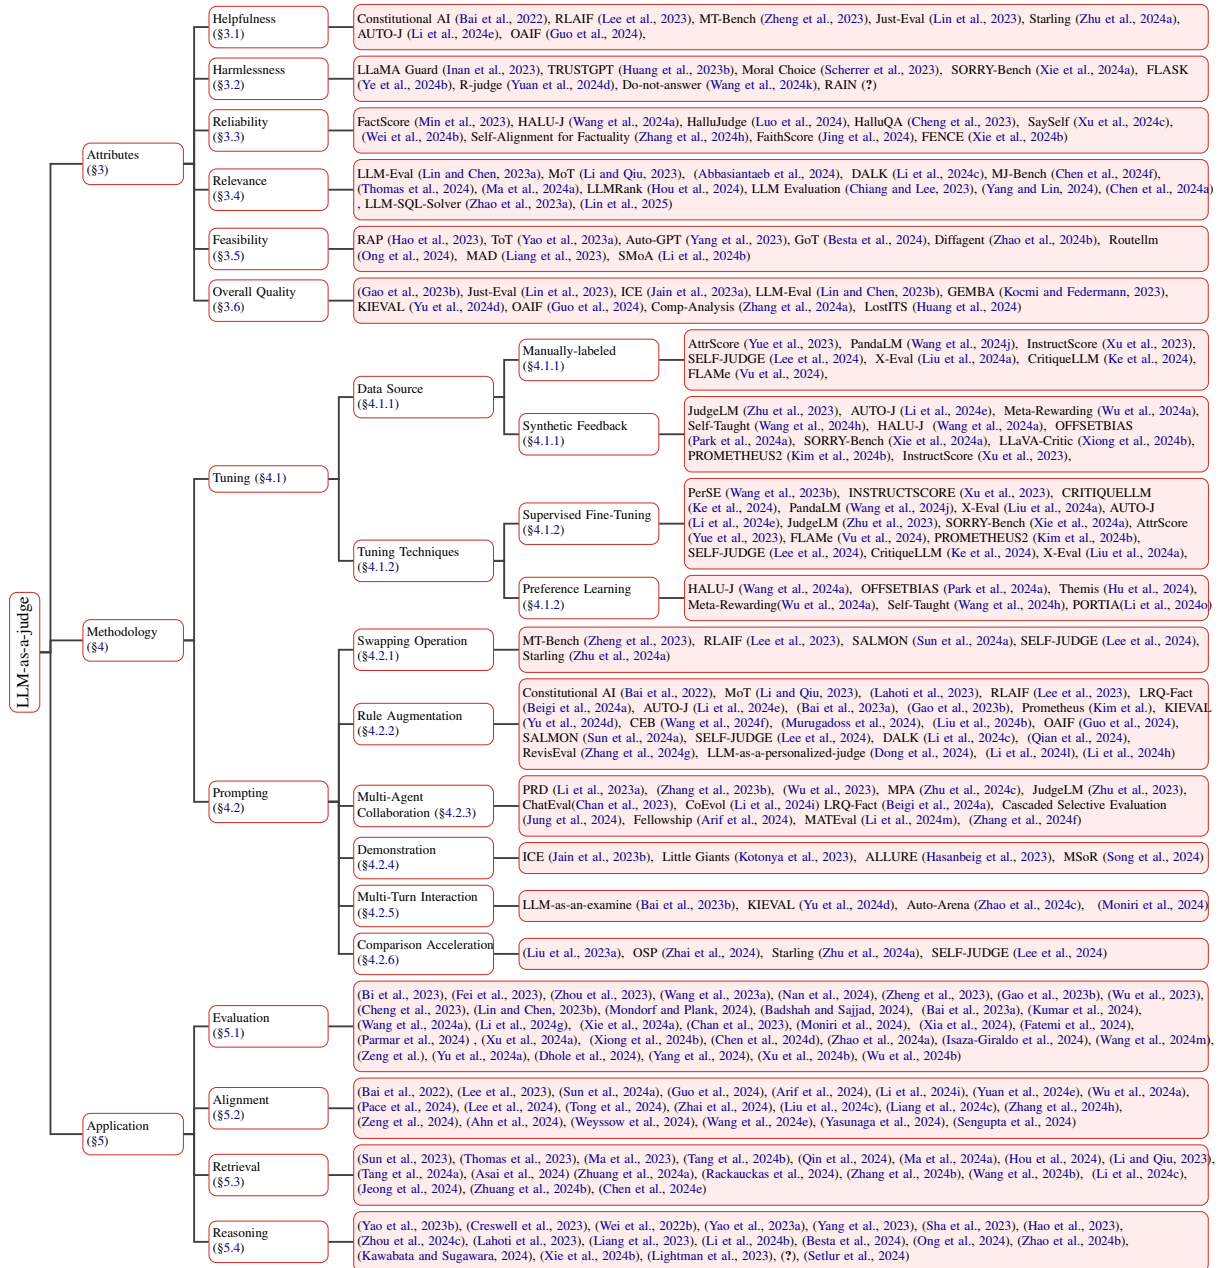 LLM-as-a-judge
Attributes
(§3)
Helpfulness
(§3.1)
Constitutional AI (Bai et al., 2022), RLAIF (Lee et al., 2023), MT-Bench (Zheng et al., 2023), Just-Eval (Lin et al., 2023), Starling (Zhu et al., 2024a),
AUTO-J (Li et al., 2024e), OAIF (Guo et al., 2024),
Harmlessness
(§3.2)
LLaMA Guard (Inan et al., 2023), TRUSTGPT (Huang et al., 2023b), Moral Choice (Scherrer et al., 2023), SORRY-Bench (Xie et al., 2024a), FLASK
(Ye et al., 2024b), R-judge (Yuan et al., 2024d), Do-not-answer (Wang et al., 2024k), RAIN (?)
Reliability
(§3.3)
FactScore (Min et al., 2023), HALU-J (Wang et al., 2024a), HalluJudge (Luo et al., 2024), HalluQA (Cheng et al., 2023), SaySelf (Xu et al., 2024c),
(Wei et al., 2024b), Self-Alignment for Factuality (Zhang et al., 2024h), FaithScore (Jing et al., 2024), FENCE (Xie et al., 2024b)
Relevance
(§3.4)
LLM-Eval (Lin and Chen, 2023a), MoT (Li and Qiu, 2023), (Abbasiantaeb et al., 2024), DALK (Li et al., 2024c), MJ-Bench (Chen et al., 2024f),
(Thomas et al., 2024), (Ma et al., 2024a), LLMRank (Hou et al., 2024), LLM Evaluation (Chiang and Lee, 2023), (Yang and Lin, 2024), (Chen et al., 2024a)
, LLM-SQL-Solver (Zhao et al., 2023a), (Lin et al., 2025)
Feasibility
(§3.5)
RAP (Hao et al., 2023), ToT (Yao et al., 2023a), Auto-GPT (Yang et al., 2023), GoT (Besta et al., 2024), Diffagent (Zhao et al., 2024b), Routellm
(Ong et al., 2024), MAD (Liang et al., 2023), SMoA (Li et al., 2024b)
Overall Quality
(§3.6)
(Gao et al., 2023b), Just-Eval (Lin et al., 2023), ICE (Jain et al., 2023a), LLM-Eval (Lin and Chen, 2023b), GEMBA (Kocmi and Federmann, 2023),
KIEVAL (Yu et al., 2024d), OAIF (Guo et al., 2024), Comp-Analysis (Zhang et al., 2024a), LostITS (Huang et al., 2024)
Methodology
(§4)
Tuning (§4.1)
Data Source
(§4.1.1)
Manually-labeled
(§4.1.1)
AttrScore (Yue et al., 2023), PandaLM (Wang et al., 2024j), InstructScore (Xu et al., 2023),
SELF-JUDGE (Lee et al., 2024), X-Eval (Liu et al., 2024a), CritiqueLLM (Ke et al., 2024),
FLAMe (Vu et al., 2024),
Synthetic Feedback
(§4.1.1)
JudgeLM (Zhu et al., 2023), AUTO-J (Li et al., 2024e), Meta-Rewarding (Wu et al., 2024a),
Self-Taught (Wang et al., 2024h), HALU-J (Wang et al., 2024a), OFFSETBIAS
(Park et al., 2024a), SORRY-Bench (Xie et al., 2024a), LLaVA-Critic (Xiong et al., 2024b),
PROMETHEUS2 (Kim et al., 2024b), InstructScore (Xu et al., 2023),
Tuning Techniques
(§4.1.2)
Supervised Fine-Tuning
(§4.1.2)
PerSE (Wang et al., 2023b), INSTRUCTSCORE (Xu et al., 2023), CRITIQUELLM
(Ke et al., 2024), PandaLM (Wang et al., 2024j), X-Eval (Liu et al., 2024a), AUTO-J
(Li et al., 2024e), JudgeLM (Zhu et al., 2023), SORRY-Bench (Xie et al., 2024a), AttrScore
(Yue et al., 2023), FLAMe (Vu et al., 2024), PROMETHEUS2 (Kim et al., 2024b),
SELF-JUDGE (Lee et al., 2024), CritiqueLLM (Ke et al., 2024), X-Eval (Liu et al., 2024a),
Preference Learning
(§4.1.2)
HALU-J (Wang et al., 2024a), OFFSETBIAS (Park et al., 2024a), Themis (Hu et al., 2024),
Meta-Rewarding(Wu et al., 2024a), Self-Taught (Wang et al., 2024h), PORTIA(Li et al., 2024o)
Prompting
(§4.2)
Swapping Operation
(§4.2.1)
MT-Bench (Zheng et al., 2023), RLAIF (Lee et al., 2023), SALMON (Sun et al., 2024a), SELF-JUDGE (Lee et al., 2024),
Starling (Zhu et al., 2024a)
Rule Augmentation
(§4.2.2)
Constitutional AI (Bai et al., 2022), MoT (Li and Qiu, 2023), (Lahoti et al., 2023), RLAIF (Lee et al., 2023), LRQ-Fact
(Beigi et al., 2024a), AUTO-J (Li et al., 2024e), (Bai et al., 2023a), (Gao et al., 2023b), Prometheus (Kim et al.), KIEVAL
(Yu et al., 2024d), CEB (Wang et al., 2024f), (Murugadoss et al., 2024), (Liu et al., 2024b), OAIF (Guo et al., 2024),
SALMON (Sun et al., 2024a), SELF-JUDGE (Lee et al., 2024), DALK (Li et al., 2024c), (Qian et al., 2024),
RevisEval (Zhang et al., 2024g), LLM-as-a-personalized-judge (Dong et al., 2024), (Li et al., 2024l), (Li et al., 2024h)
Multi-Agent
Collaboration (§4.2.3)
PRD (Li et al., 2023a), (Zhang et al., 2023b), (Wu et al., 2023), MPA (Zhu et al., 2024c), JudgeLM (Zhu et al., 2023),
ChatEval(Chan et al., 2023), CoEvol (Li et al., 2024i) LRQ-Fact (Beigi et al., 2024a), Cascaded Selective Evaluation
(Jung et al., 2024), Fellowship (Arif et al., 2024), MATEval (Li et al., 2024m), (Zhang et al., 2024f)
Demonstration
(§4.2.4)
ICE (Jain et al., 2023b), Little Giants (Kotonya et al., 2023), ALLURE (Hasanbeig et al., 2023), MSoR (Song et al., 2024)
Multi-Turn Interaction
(§4.2.5)
LLM-as-an-examine (Bai et al., 2023b), KIEVAL (Yu et al., 2024d), Auto-Arena (Zhao et al., 2024c), (Moniri et al., 2024)
Comparison Acceleration
(§4.2.6)
(Liu et al., 2023a), OSP (Zhai et al., 2024), Starling (Zhu et al., 2024a), SELF-JUDGE (Lee et al., 2024)
Application
(§5)
Evaluation
(§5.1)
(Bi et al., 2023), (Fei et al., 2023), (Zhou et al., 2023), (Wang et al., 2023a), (Nan et al., 2024), (Zheng et al., 2023), (Gao et al., 2023b), (Wu et al., 2023),
(Cheng et al., 2023), (Lin and Chen, 2023b), (Mondorf and Plank, 2024), (Badshah and Sajjad, 2024), (Bai et al., 2023a), (Kumar et al., 2024),
(Wang et al., 2024a), (Li et al., 2024g), (Xie et al., 2024a), (Chan et al., 2023), (Moniri et al., 2024), (Xia et al., 2024), (Fatemi et al., 2024),
(Parmar et al., 2024) , (Xu et al., 2024a), (Xiong et al., 2024b), (Chen et al., 2024d), (Zhao et al., 2024a), (Isaza-Giraldo et al., 2024), (Wang et al., 2024m),
(Zeng et al.), (Yu et al., 2024a), (Dhole et al., 2024), (Yang et al., 2024), (Xu et al., 2024b), (Wu et al., 2024b)
Alignment
(§5.2)
(Bai et al., 2022), (Lee et al., 2023), (Sun et al., 2024a), (Guo et al., 2024), (Arif et al., 2024), (Li et al., 2024i), (Yuan et al., 2024e), (Wu et al., 2024a),
(Pace et al., 2024), (Lee et al., 2024), (Tong et al., 2024), (Zhai et al., 2024), (Liu et al., 2024c), (Liang et al., 2024c), (Zhang et al., 2024h),
(Zeng et al., 2024), (Ahn et al., 2024), (Weyssow et al., 2024), (Wang et al., 2024e), (Yasunaga et al., 2024), (Sengupta et al., 2024)
Retrieval
(§5.3)
(Sun et al., 2023), (Thomas et al., 2023), (Ma et al., 2023), (Tang et al., 2024b), (Qin et al., 2024), (Ma et al., 2024a), (Hou et al., 2024), (Li and Qiu, 2023),
(Tang et al., 2024a), (Asai et al., 2024) (Zhuang et al., 2024a), (Rackauckas et al., 2024), (Zhang et al., 2024b), (Wang et al., 2024b), (Li et al., 2024c),
(Jeong et al., 2024), (Zhuang et al., 2024b), (Chen et al., 2024e)
Reasoning
(§5.4)
(Yao et al., 2023b), (Creswell et al., 2023), (Wei et al., 2022b), (Yao et al., 2023a), (Yang et al., 2023), (Sha et al., 2023), (Hao et al., 2023),
(Zhou et al., 2024c), (Lahoti et al., 2023), (Liang et al., 2023), (Li et al., 2024b), (Besta et al., 2024), (Ong et al., 2024), (Zhao et al., 2024b),
(Kawabata and Sugawara, 2024), (Xie et al., 2024b), (Lightman et al., 2023), (?), (Setlur et al., 2024)